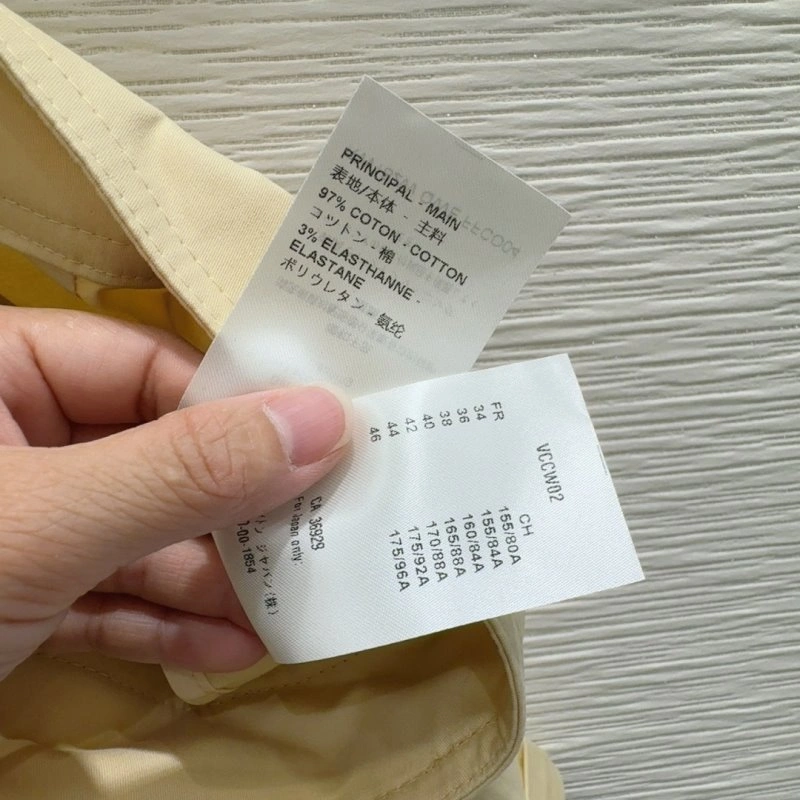 PRINCIPAL - MAIN
表地/本体 - 主料
97% COTON - COTTON
コットン - 棉
3% ELASTHANNE -
ELASTANE
ポリウレタン - 氨纶
VCCW02
FR
34
36
38
40
42
44
46
CH
155/80A
155/84A
160/84A
165/88A
170/88A
175/92A
175/96A
CA 36929
For Japan only:
ジャパン(株)